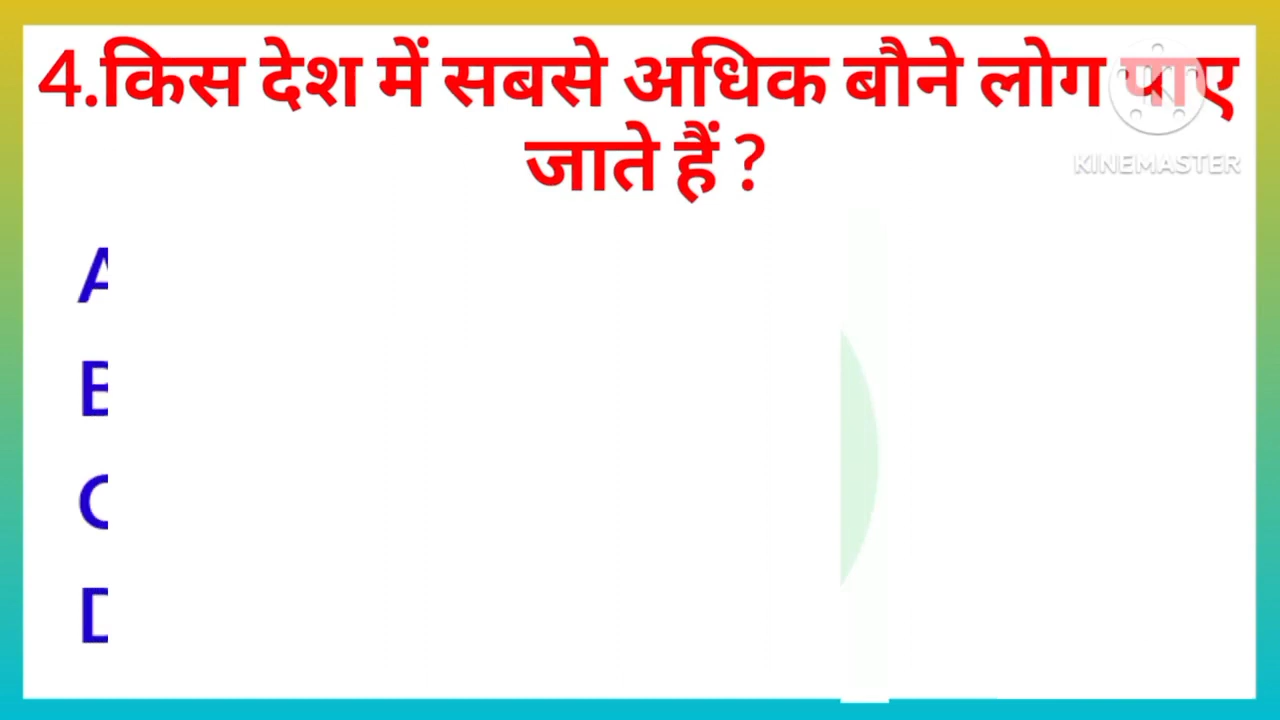 4.किस देश में सबसे अधिक बौने लोग पाए
जाते हैं ?
KINEMASTER
A
B
C
D